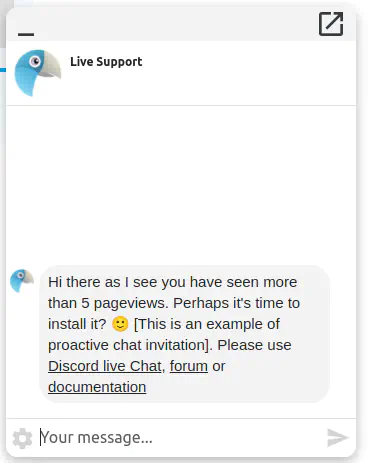 Live Support
Hi there as I see you have seen more
than 5 pageviews. Perhaps it's time to
install it? 🙂 [This is an example of
proactive chat invitation]. Please use
Discord live Chat, forum or
documentation
Your message...